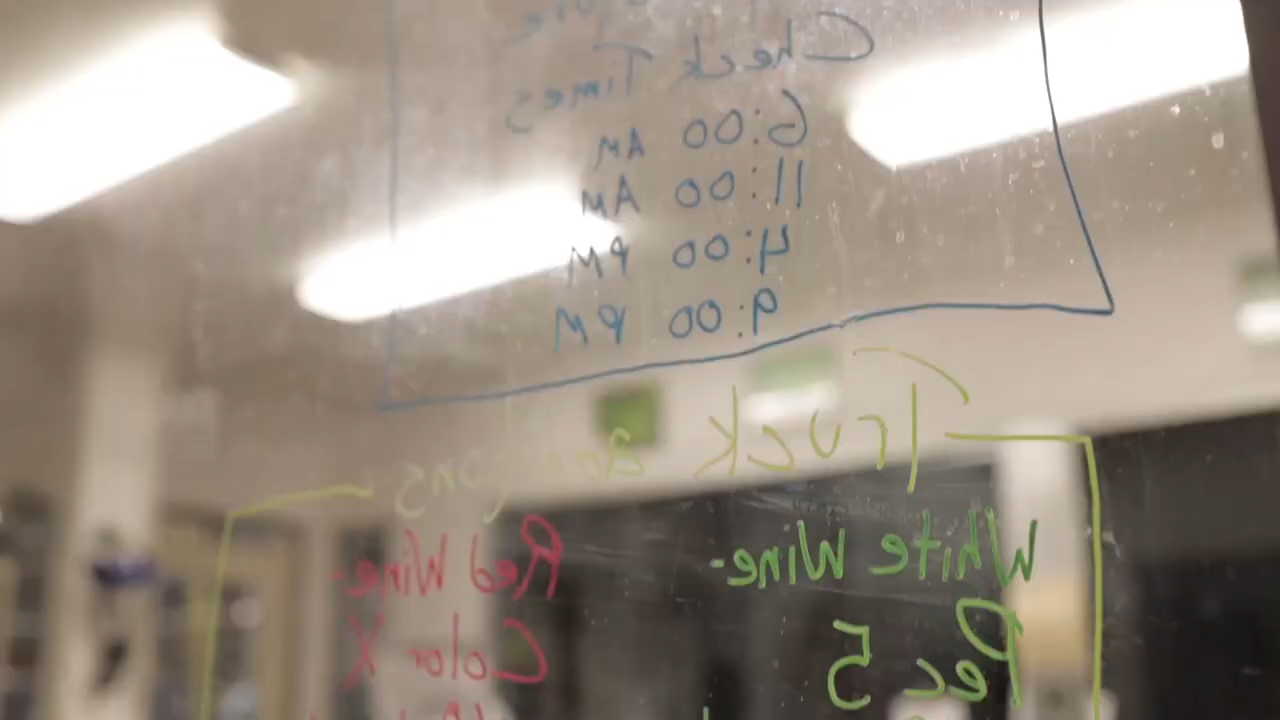 Check Times
6:00 AM
11:00 AM
4:00 PM
9:00 PM
Truck
White Wine-
Pec 5
Red Wine-
Color X